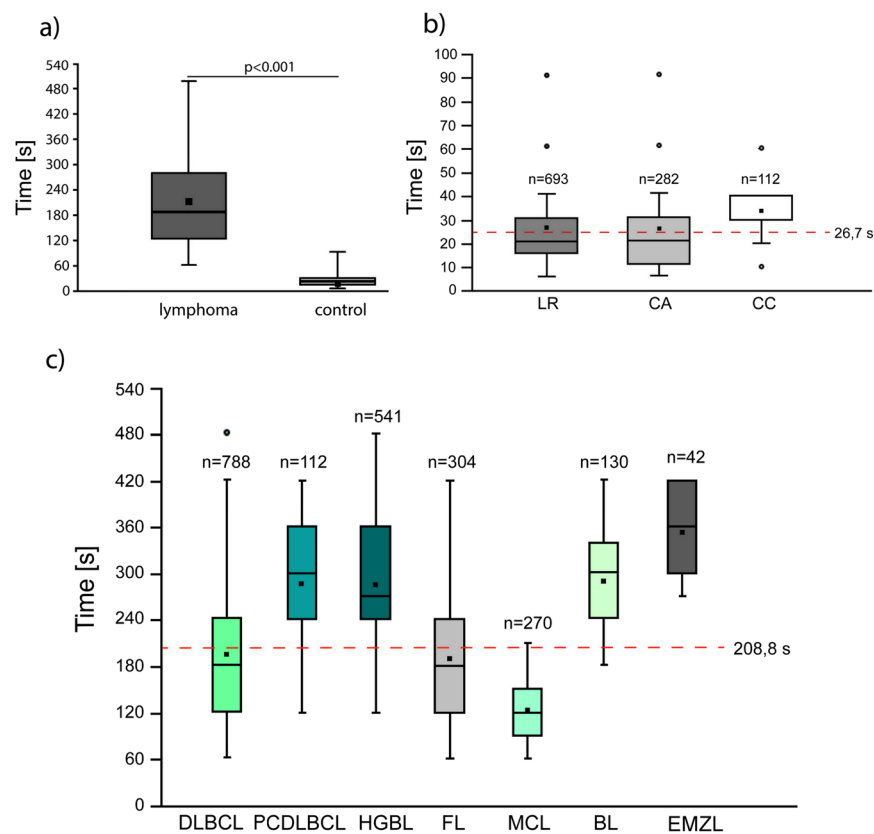 a)
p<0.001
Time [s]
540
480
420
360
300
240
180
120
60
0
lymphoma control
b)
Time [s]
100
90
80
70
60
50
40
30
20
10
0
n=693 n=282 n=112
26,7 s
LR CA CC
c)
Time [s]
540
480
420
360
300
240
180
120
60
0
n=788 n=112 n=541 n=304 n=270 n=130 n=42
208,8 s
DLBCL PCDLBCL HGBL FL MCL BL EMZL